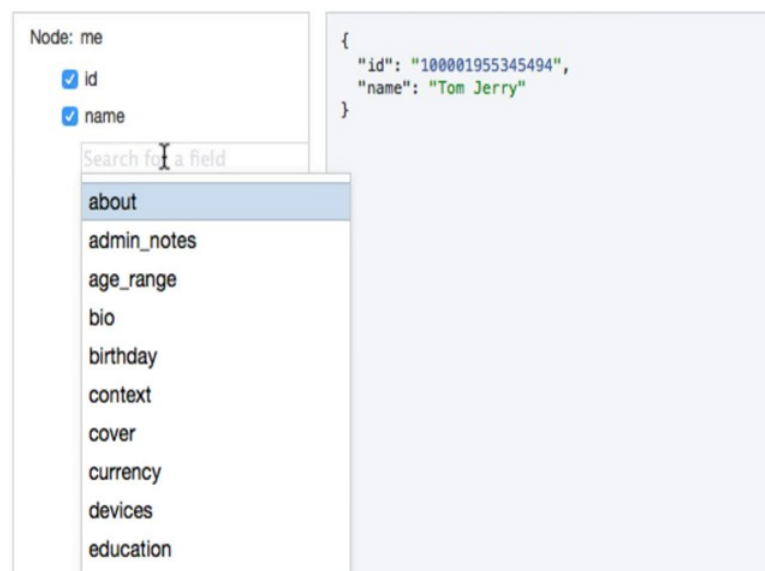 Node: me
id
name
Search for a field
about
admin_notes
age_range
bio
birthday
context
cover
currency
devices
education
{
"id": "100001955345494",
"name": "Tom Jerry"
}